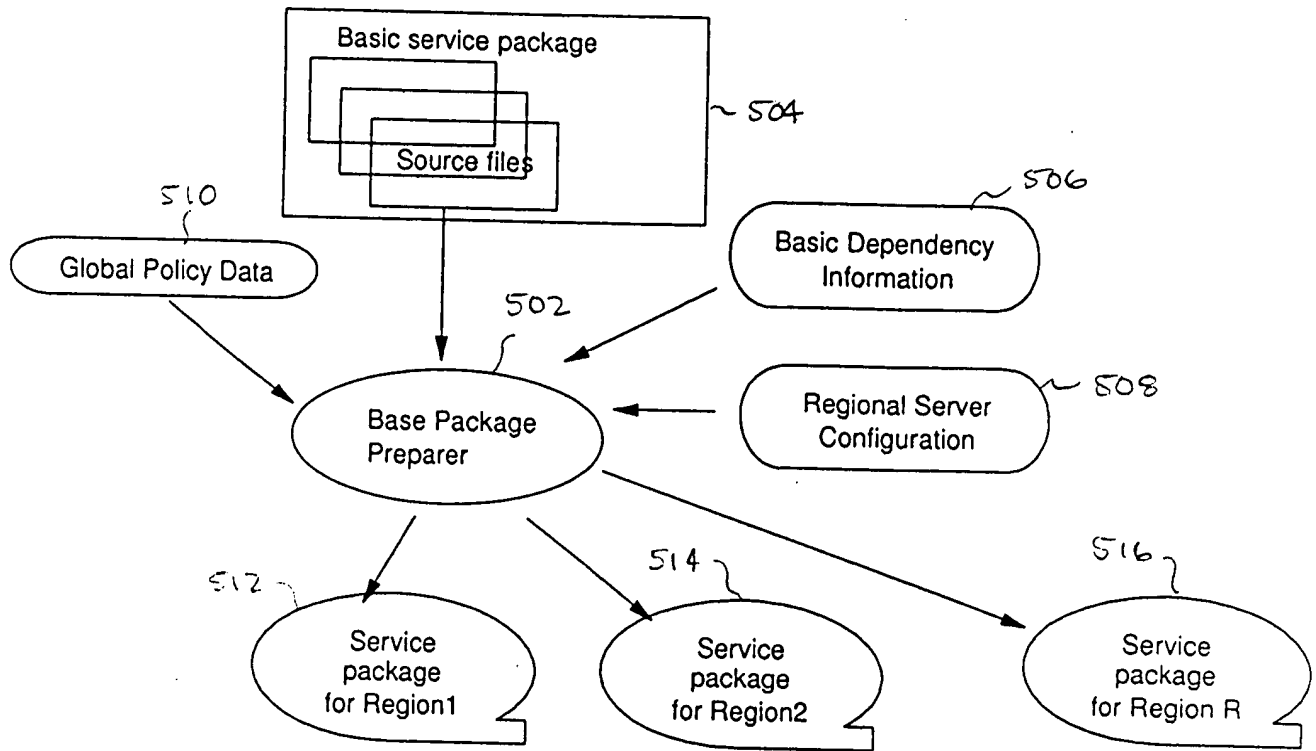 Basic service package
Source files
504
510
Global Policy Data
506
Basic Dependency
Information
502
Base Package
Preparer
508
Regional Server
Configuration
512
Service
package
for Region1
514
Service
package
for Region2
516
Service
package
for Region R